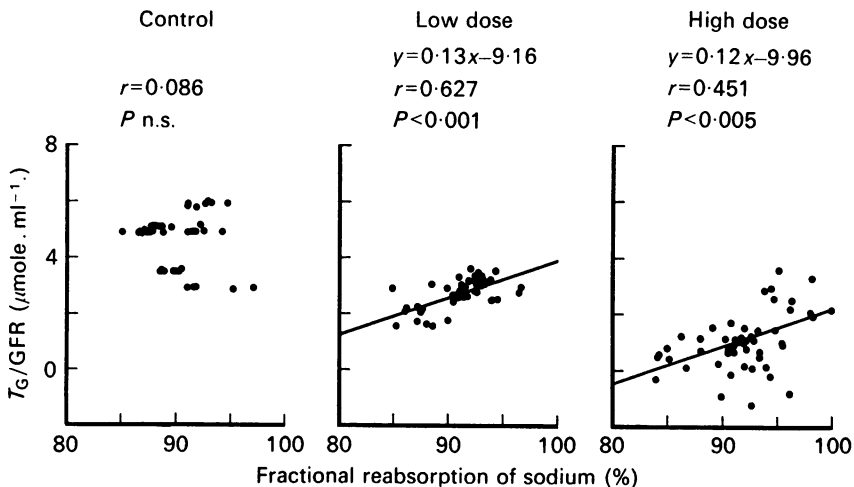 Control
Low dose
High dose
y=0·13x–9·16
y=0·12x–9·96
r=0·086
r=0·627
r=0·451
P n.s.
P<0·001
P<0·005
8
4
0
T_G/GFR (μmole.ml⁻¹.)
80
90
100
80
90
100
80
90
100
Fractional reabsorption of sodium (%)